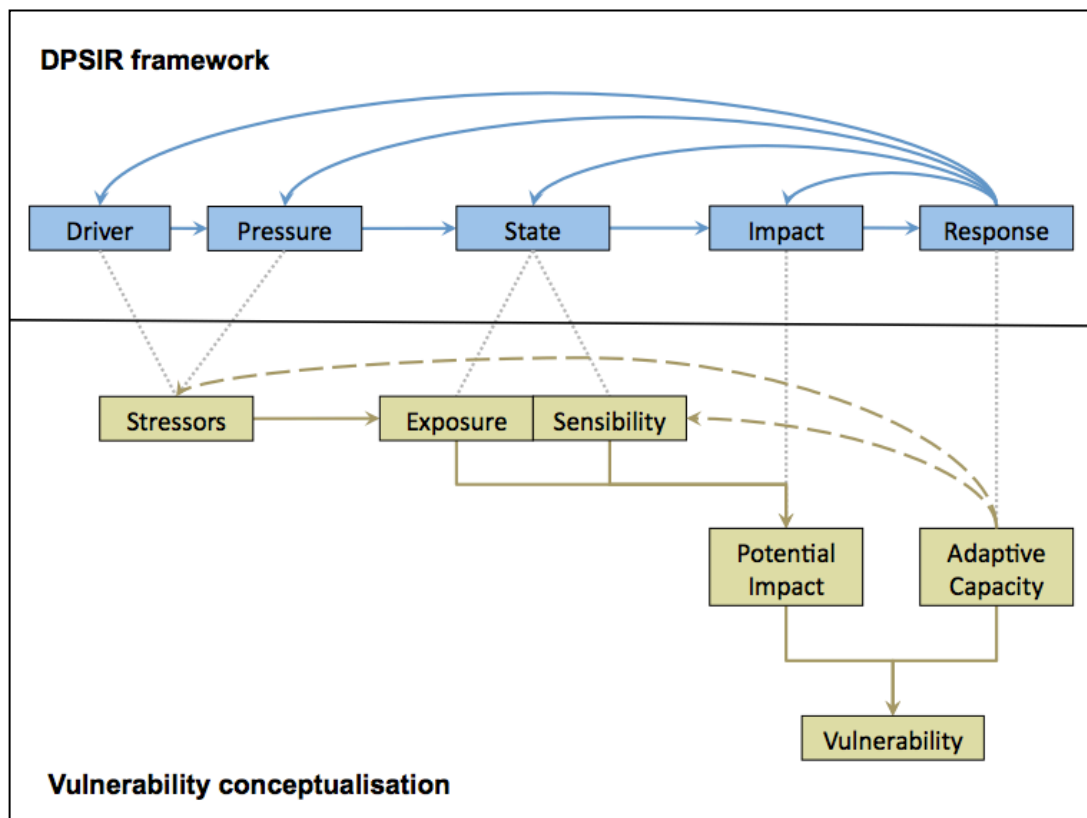 DPSIR framework
Driver
Pressure
State
Impact
Response
Stressors
Exposure
Sensibility
Potential
Impact
Adaptive
Capacity
Vulnerability
Vulnerability conceptualisation